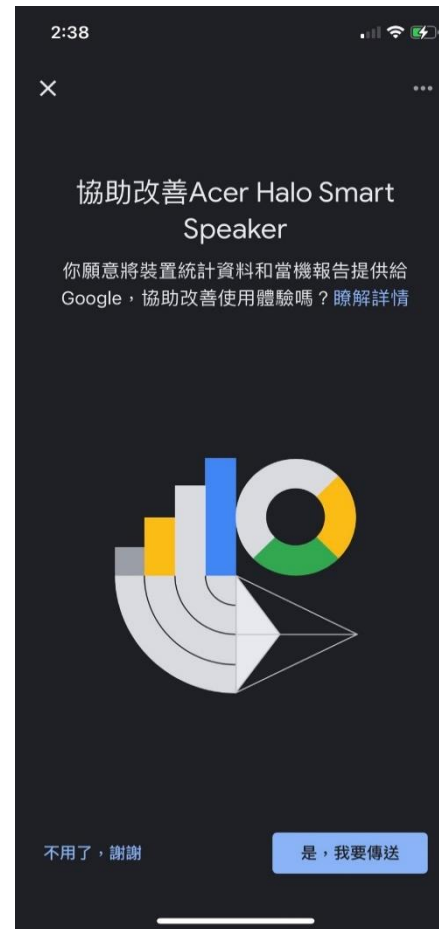 2:38
協助改善Acer Halo Smart
Speaker
你願意將裝置統計資料和當機報告提供給
Google，協助改善使用體驗嗎？瞭解詳情
不用了，謝謝
是，我要傳送